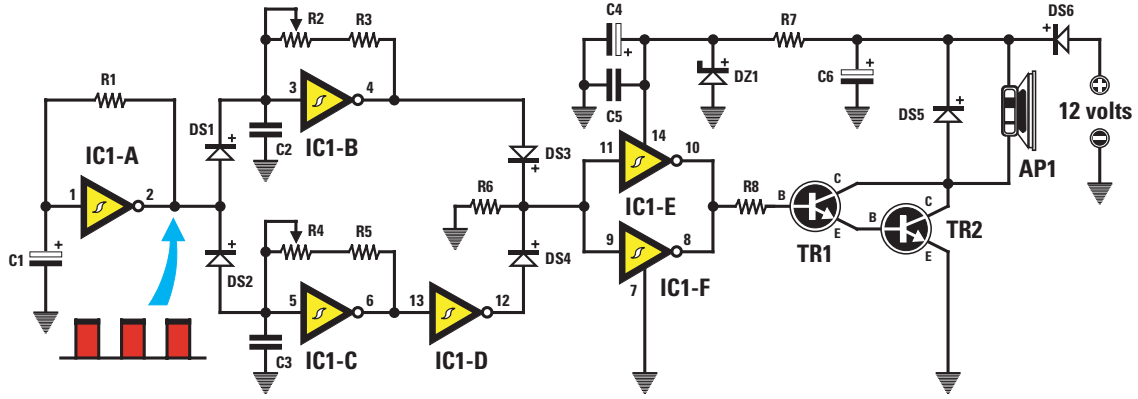 R2 R3
C4
R7
DS6
+
+
+
R1
3 4
C6
DZ1
12 volts
DS1
C5
DS5
+
+
+
C2
IC1-B
14
IC1-A
11 10
AP1
DS3
+
1 2
R6
IC1-E
R8
B
C
E
TR1
B
C
E
TR2
R4 R5
+
C1
DS2
+
9 8
DS4
+
IC1-F
7
5 6
13 12
C3
IC1-C
IC1-D